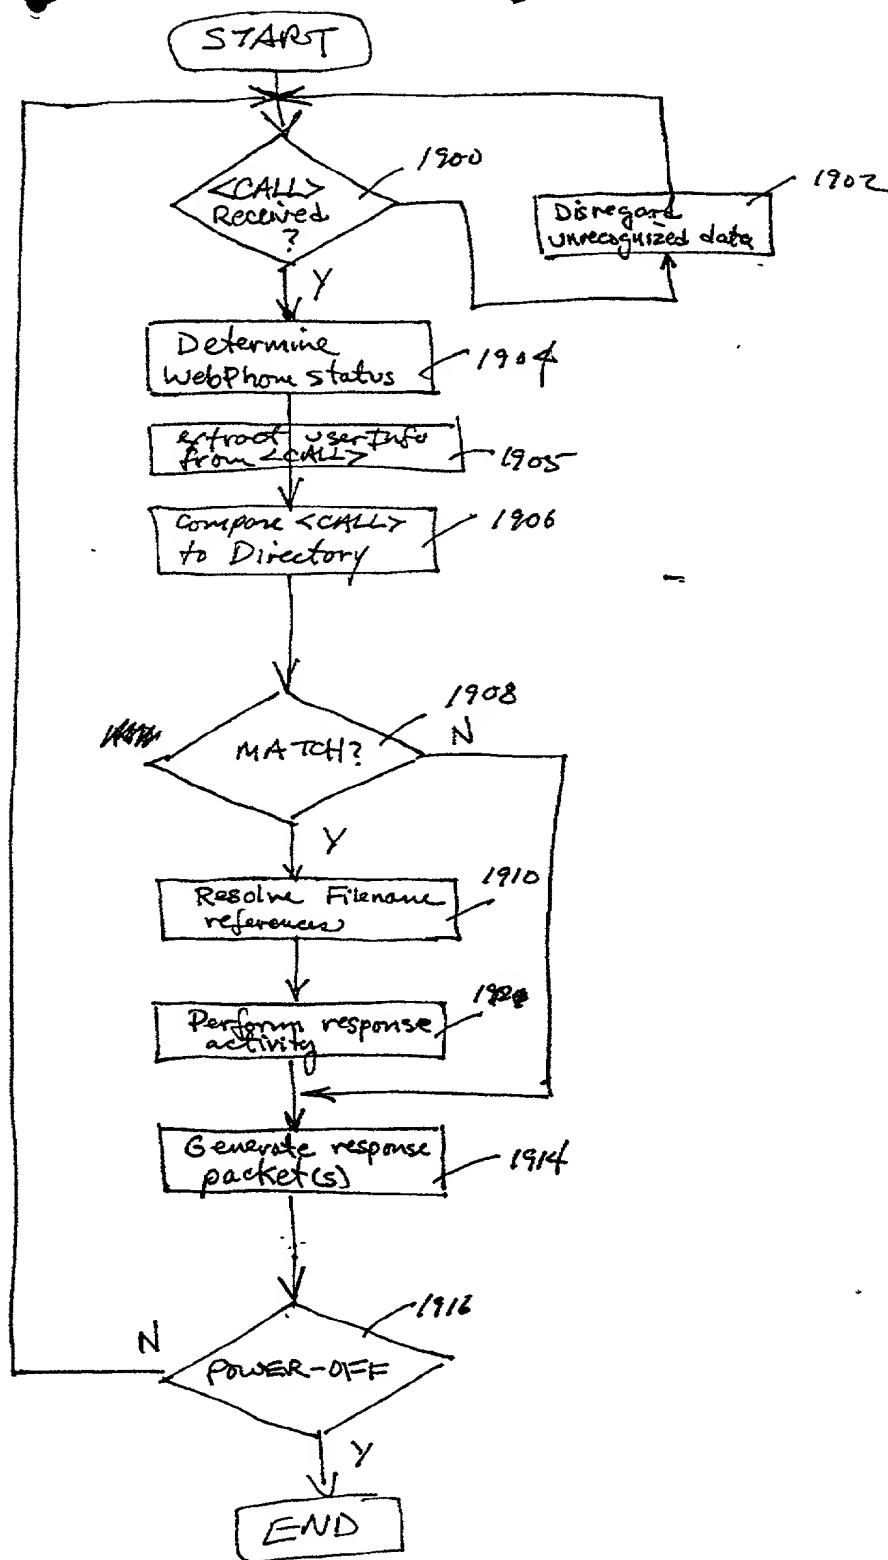 START
1900
<CALL>
Received
?
1902
Disregard
unrecognized data
Y
Determine
WebPhone status
1904
extract userInfo
from <CALL>
1905
Compare <CALL>
to Directory
1906
1908
MATCH?
N
Y
1910
Resolve Filename
references
Perform response
activity
Generate response
packet(s)
1914
1916
N
POWER-OFF
Y
END